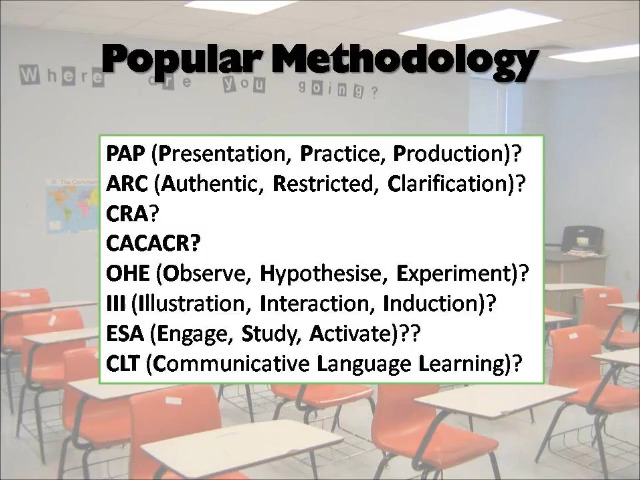 Popular Methodology
Where are you going?
PAP (Presentation, Practice, Production)?
ARC (Authentic, Restricted, Clarification)?
CRA?
CACACR?
OHE (Observe, Hypothesise, Experiment)?
III (Illustration, Interaction, Induction)?
ESA (Engage, Study, Activate)??
CLT (Communicative Language Learning)?